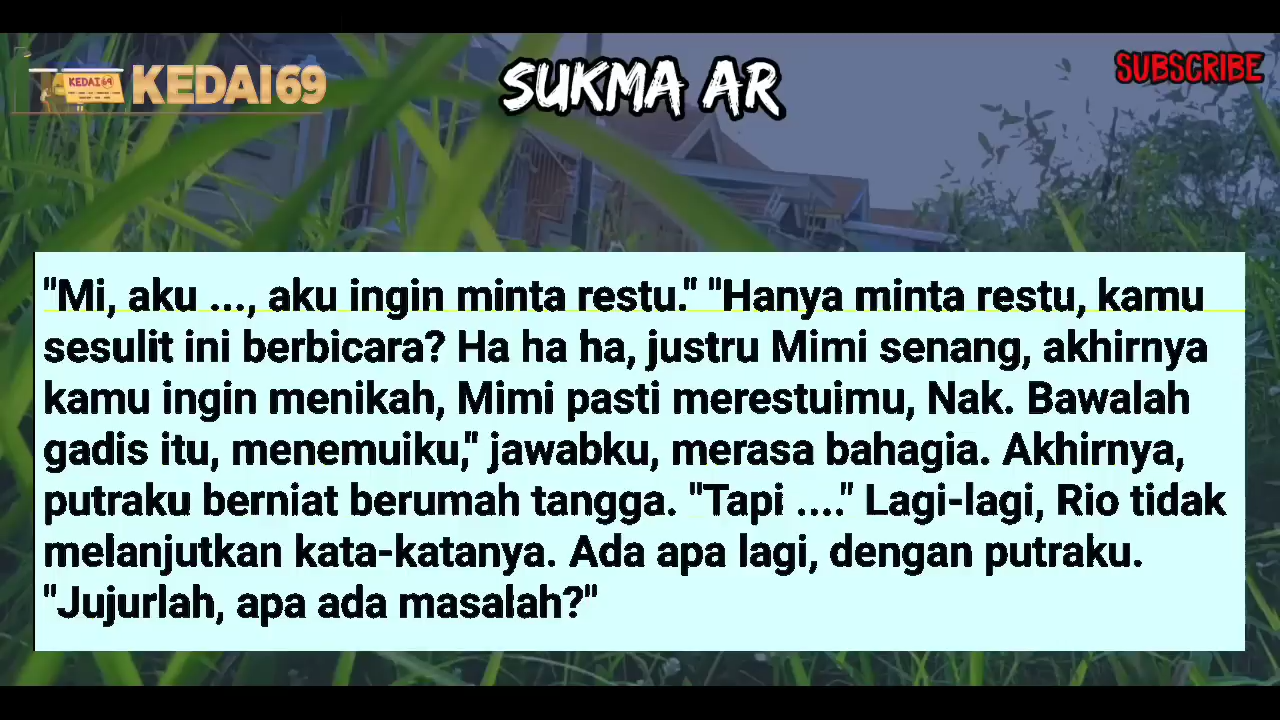 KEDAI69
KEDAI69
SUKMA AR
SUBSCRIBE
"Mi, aku ..., aku ingin minta restu." "Hanya minta restu, kamu
sesulit ini berbicara? Ha ha ha, justru Mimi senang, akhirnya
kamu ingin menikah, Mimi pasti merestuimu, Nak. Bawalah
gadis itu, menemuiku," jawabku, merasa bahagia. Akhirnya,
putraku berniat berumah tangga. "Tapi ...." Lagi-lagi, Rio tidak
melanjutkan kata-katanya. Ada apa lagi, dengan putraku.
"Jujurlah, apa ada masalah?"